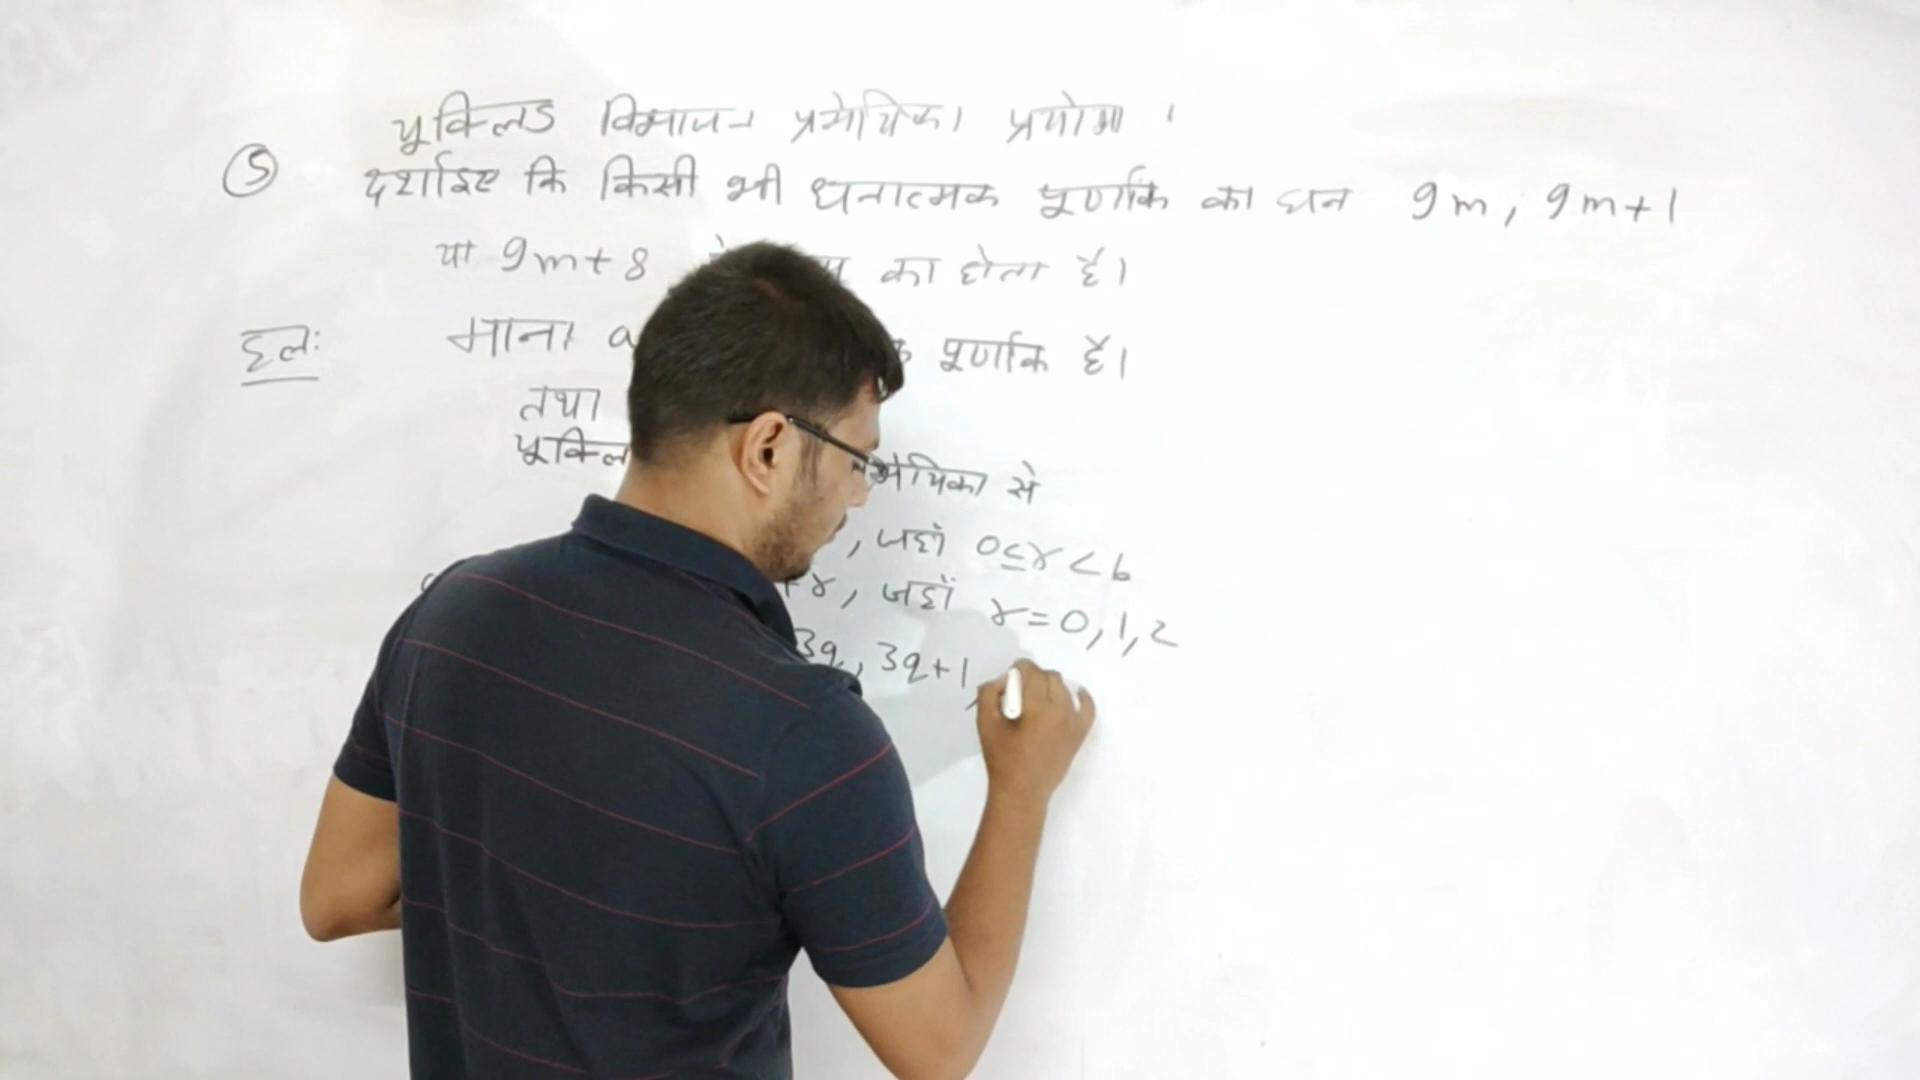 यूक्लिड विभाजन प्रमेयिका प्रयोग ।
⑤ दर्शाइए कि किसी भी धनात्मक पूर्णांक का घन 9m, 9m+1
या 9m+8 का होता है।
हलः माना a पूर्णांक है।
तथा
से
, जहाँ 0≤r<b
+r, जहाँ r=0,1,2
3q, 3q+1,